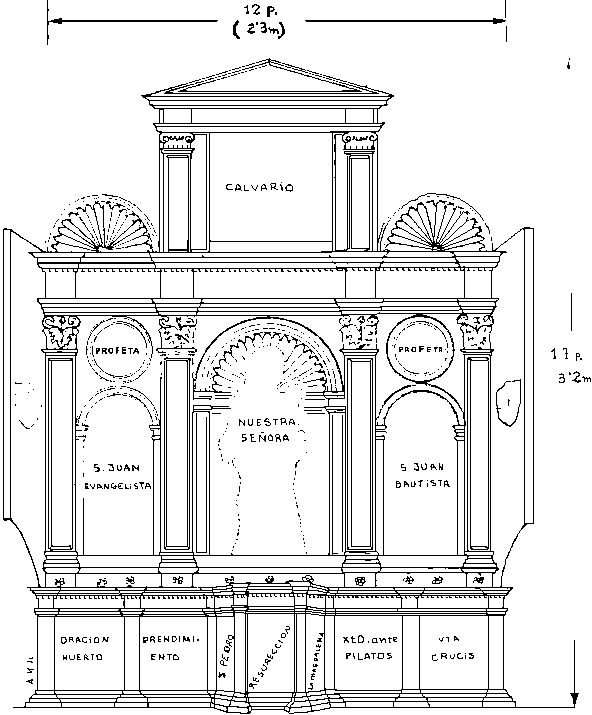 12 p.
(2'3m)
CALVARIO
PROFETA
PROFETA
17 p.
3'2m
NUESTRA
SEÑORA
S. JUAN
EVANGELISTA
S JUAN
BAUTISTA
ORACION
HUERTO
PRENDIMI-
ENTO
S PEDRO
RESURECCION
LA MAGDALENA
XtO. ante
PILATOS
VIA
CRUCIS